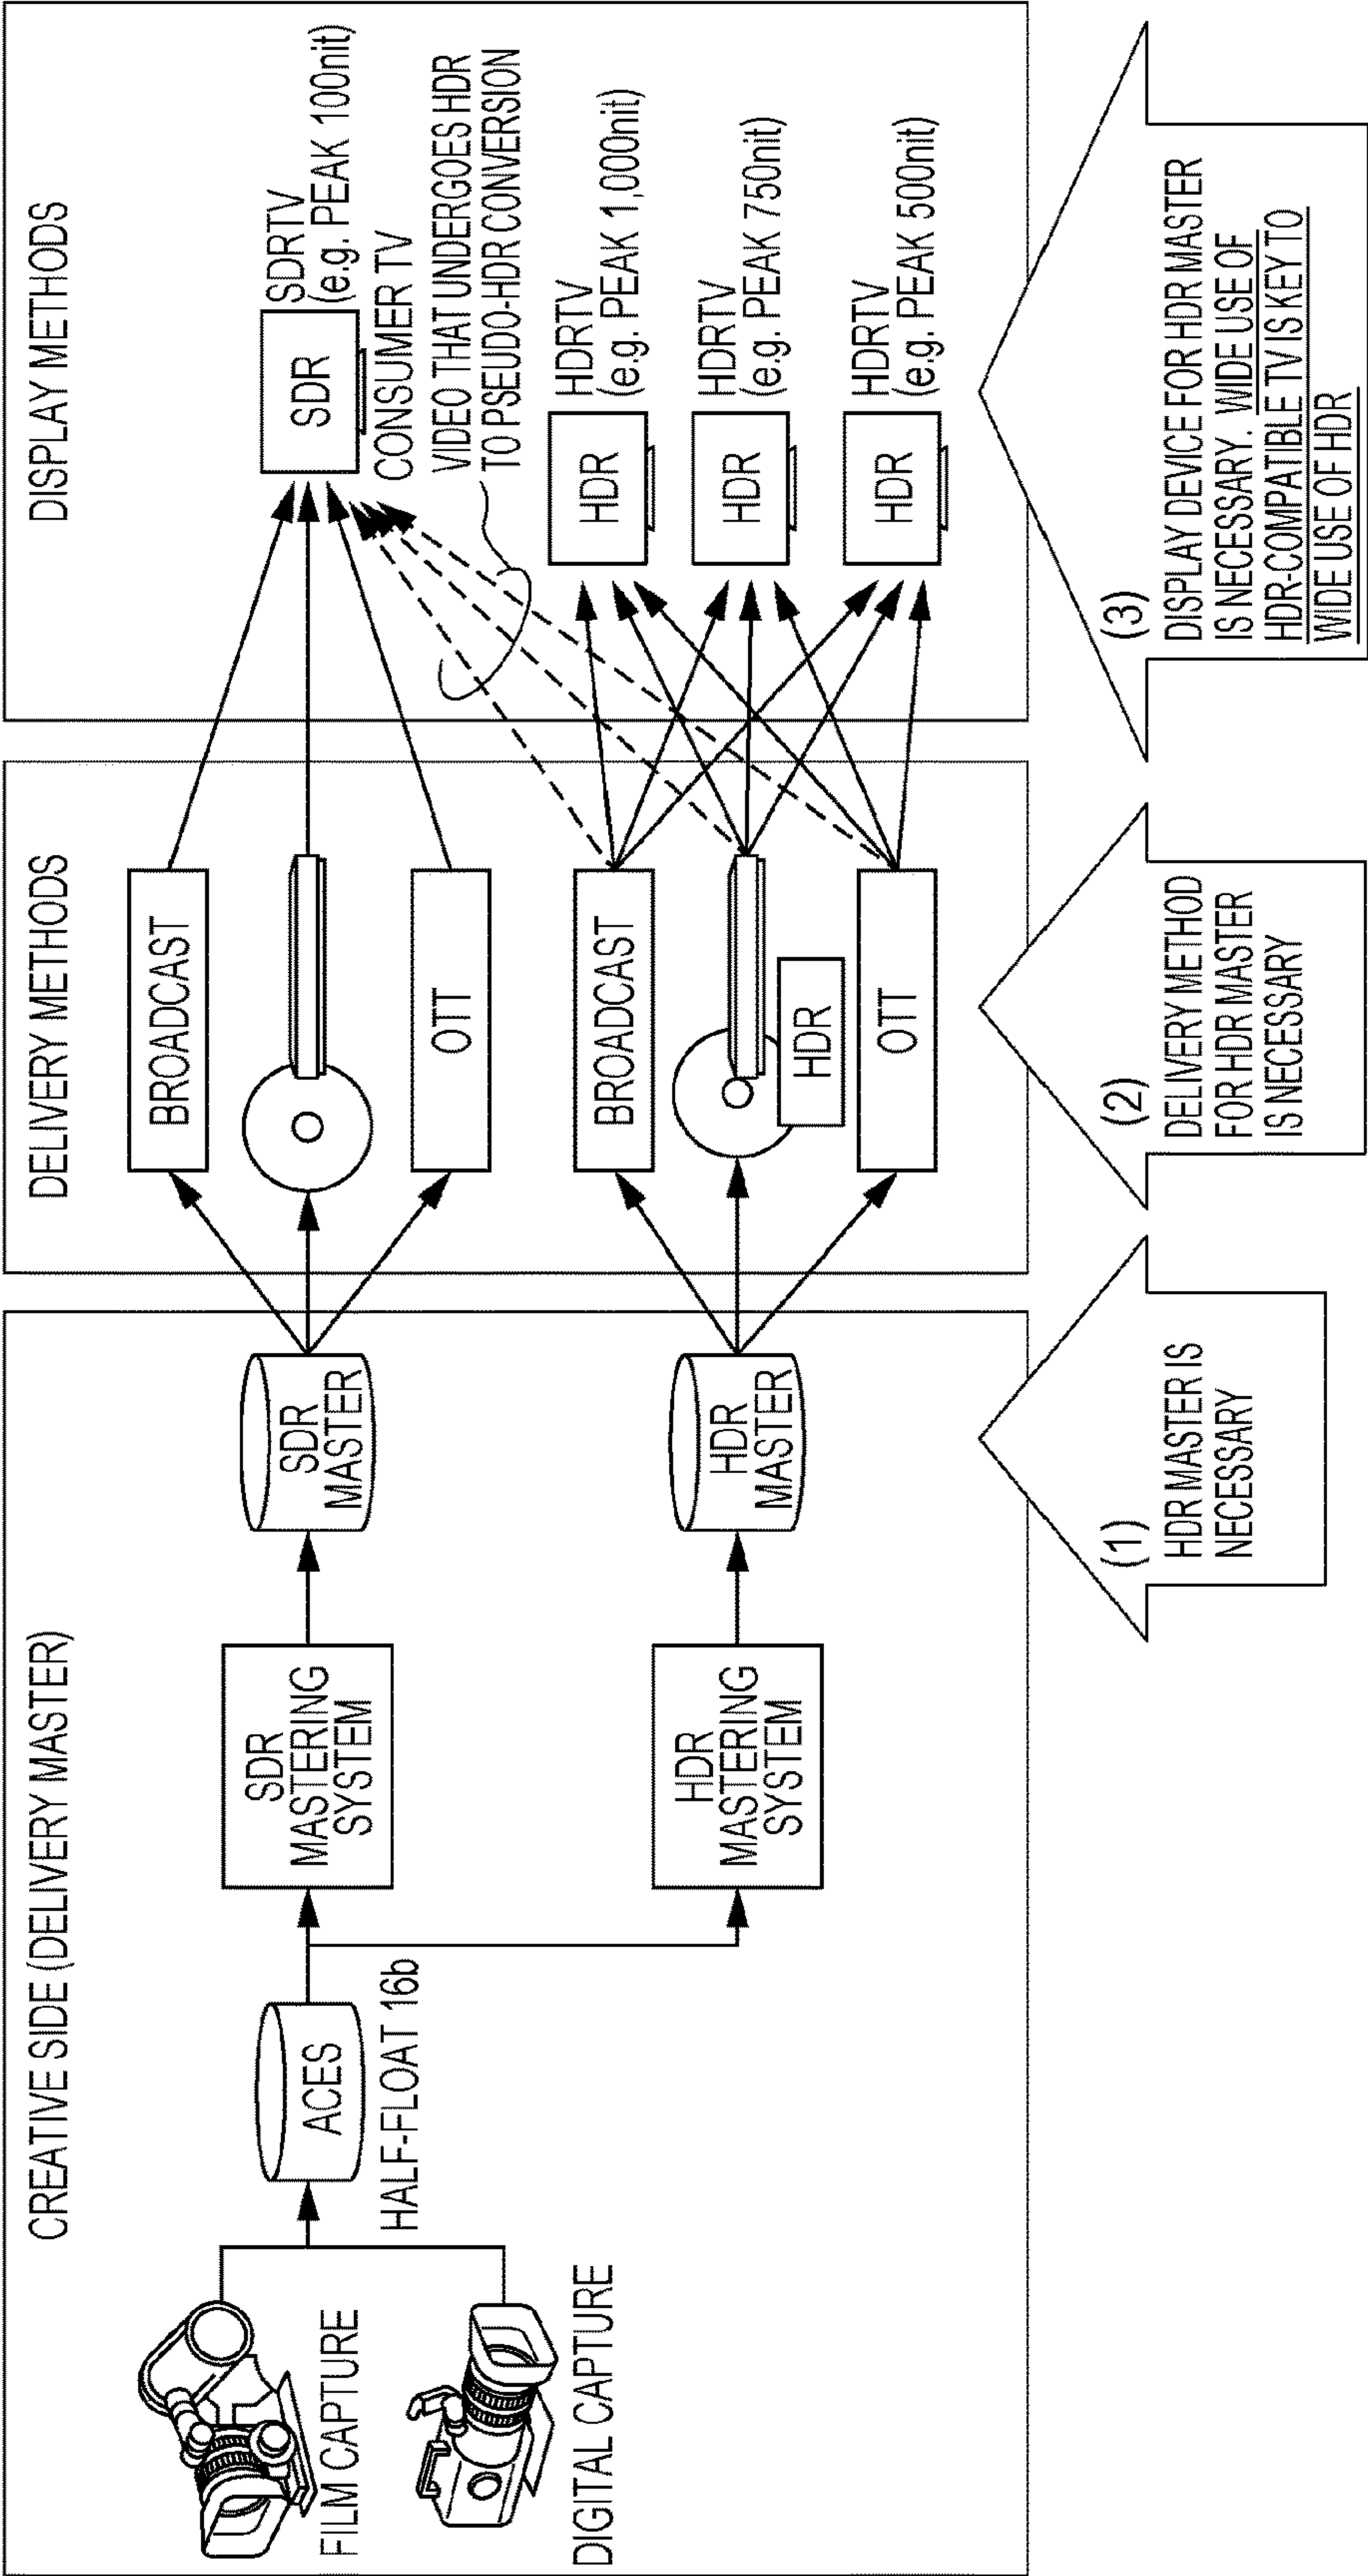 CREATIVE SIDE (DELIVERY MASTER)
FILM CAPTURE
DIGITAL CAPTURE
ACES
HALF-FLOAT 16b
SDR
MASTERING
SYSTEM
SDR
MASTER
HDR
MASTERING
SYSTEM
HDR
MASTER
DELIVERY METHODS
BROADCAST
OTT
BROADCAST
HDR
OTT
DISPLAY METHODS
SDR
SDRTV
(e.g. PEAK 100nit)
CONSUMER TV
VIDEO THAT UNDERGOES HDR
TO PSEUDO-HDR CONVERSION
HDR
HDRTV
(e.g. PEAK 1,000nit)
HDR
HDRTV
(e.g. PEAK 750nit)
HDR
HDRTV
(e.g. PEAK 500nit)
(1)
HDR MASTER IS
NECESSARY
(2)
DELIVERY METHOD
FOR HDR MASTER
IS NECESSARY
(3)
DISPLAY DEVICE FOR HDR MASTER
IS NECESSARY. WIDE USE OF
HDR-COMPATIBLE TV IS KEY TO
WIDE USE OF HDR